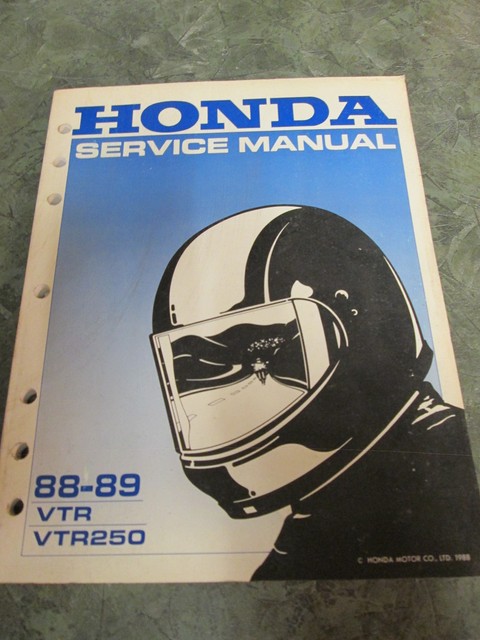 HONDA
SERVICE MANUAL
88-89
VTR
VTR250
© HONDA MOTOR CO., LTD. 1988